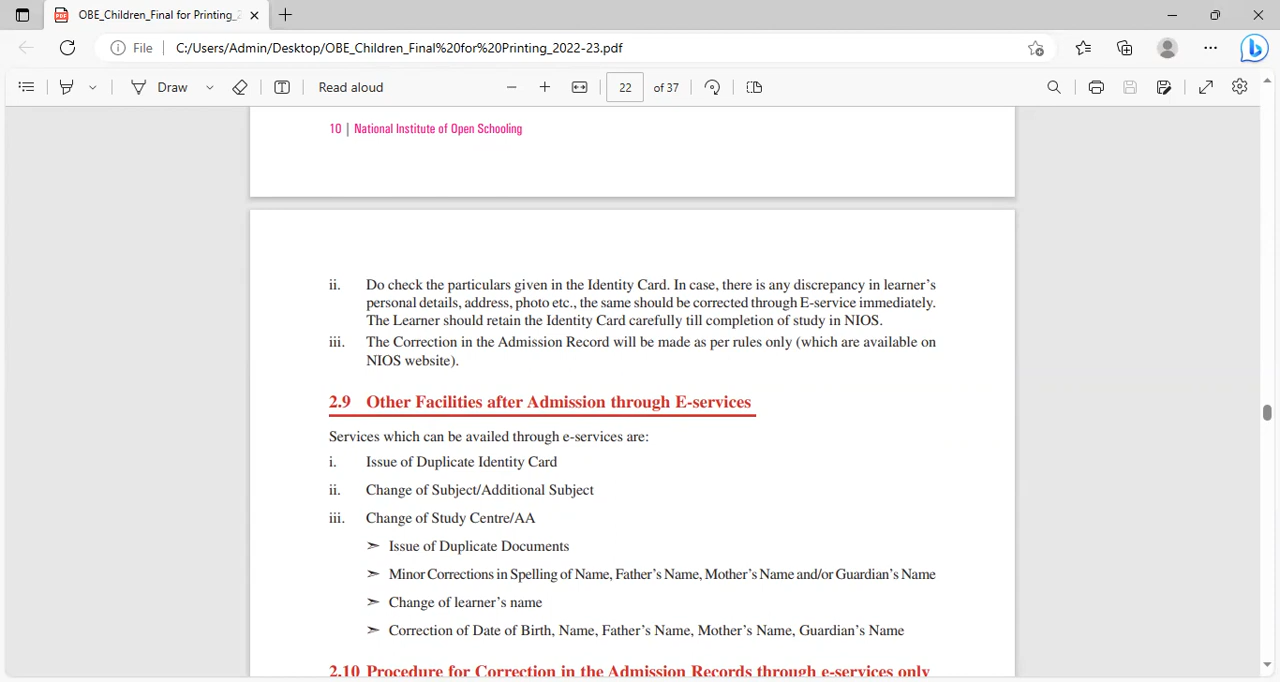 OBE_Children_Final for Printing_2
File
C:/Users/Admin/Desktop/OBE_Children_Final%20for%20Printing_2022-23.pdf
Draw
Read aloud
22 of 37
10 | National Institute of Open Schooling
ii. Do check the particulars given in the Identity Card. In case, there is any discrepancy in learner's
personal details, address, photo etc., the same should be corrected through E-service immediately.
The Learner should retain the Identity Card carefully till completion of study in NIOS.
iii. The Correction in the Admission Record will be made as per rules only (which are available on
NIOS website).
2.9 Other Facilities after Admission through E-services
Services which can be availed through e-services are:
i. Issue of Duplicate Identity Card
ii. Change of Subject/Additional Subject
iii. Change of Study Centre/AA
➣ Issue of Duplicate Documents
➣ Minor Corrections in Spelling of Name, Father's Name, Mother's Name and/or Guardian's Name
➣ Change of learner's name
➣ Correction of Date of Birth, Name, Father's Name, Mother's Name, Guardian's Name
2.10 Procedure for Correction in the Admission Records through e-services only